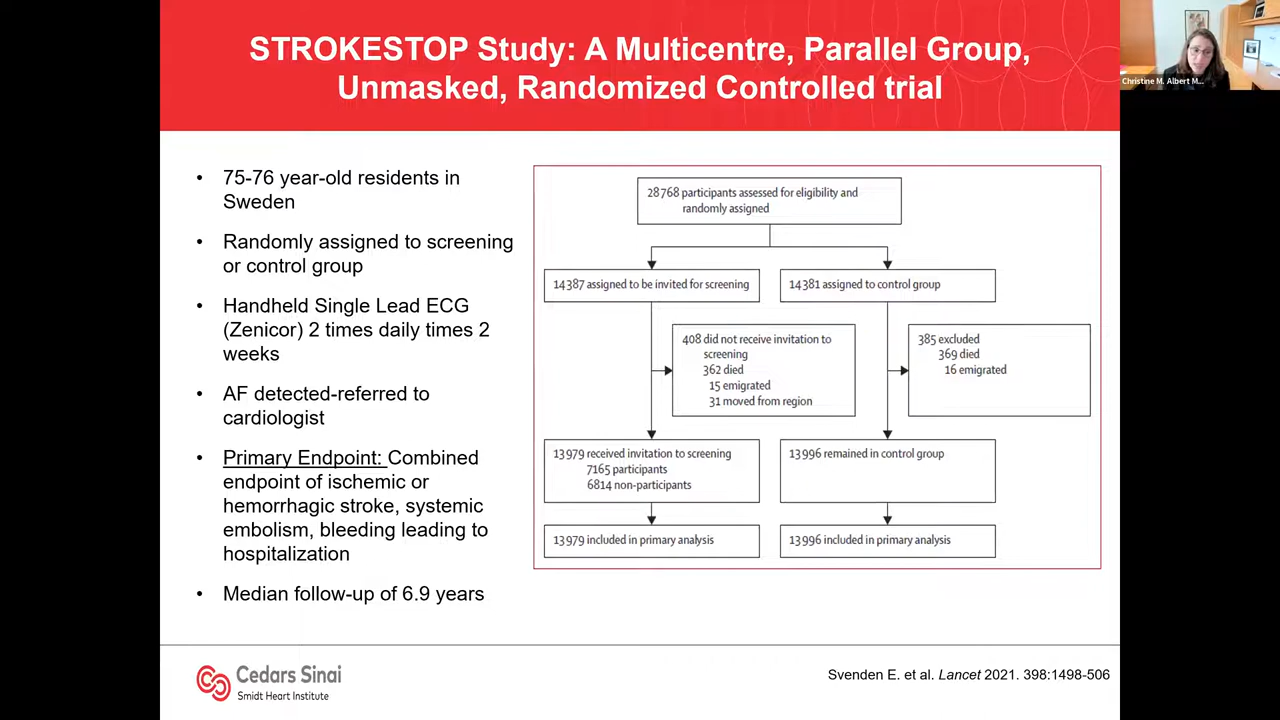 STROKESTOP Study: A Multicentre, Parallel Group,
Unmasked, Randomized Controlled trial
Christine M. Albert M...
• 75-76 year-old residents in
Sweden
• Randomly assigned to screening
or control group
• Handheld Single Lead ECG
(Zenicor) 2 times daily times 2
weeks
• AF detected-referred to
cardiologist
• Primary Endpoint: Combined
endpoint of ischemic or
hemorrhagic stroke, systemic
embolism, bleeding leading to
hospitalization
• Median follow-up of 6.9 years
28768 participants assessed for eligibility and
randomly assigned
14387 assigned to be invited for screening
14381 assigned to control group
408 did not receive invitation to
screening
362 died
15 emigrated
31 moved from region
385 excluded
369 died
16 emigrated
13979 received invitation to screening
7165 participants
6814 non-participants
13996 remained in control group
13979 included in primary analysis
13996 included in primary analysis
Cedars Sinai
Smidt Heart Institute
Svenden E. et al. Lancet 2021. 398:1498-506